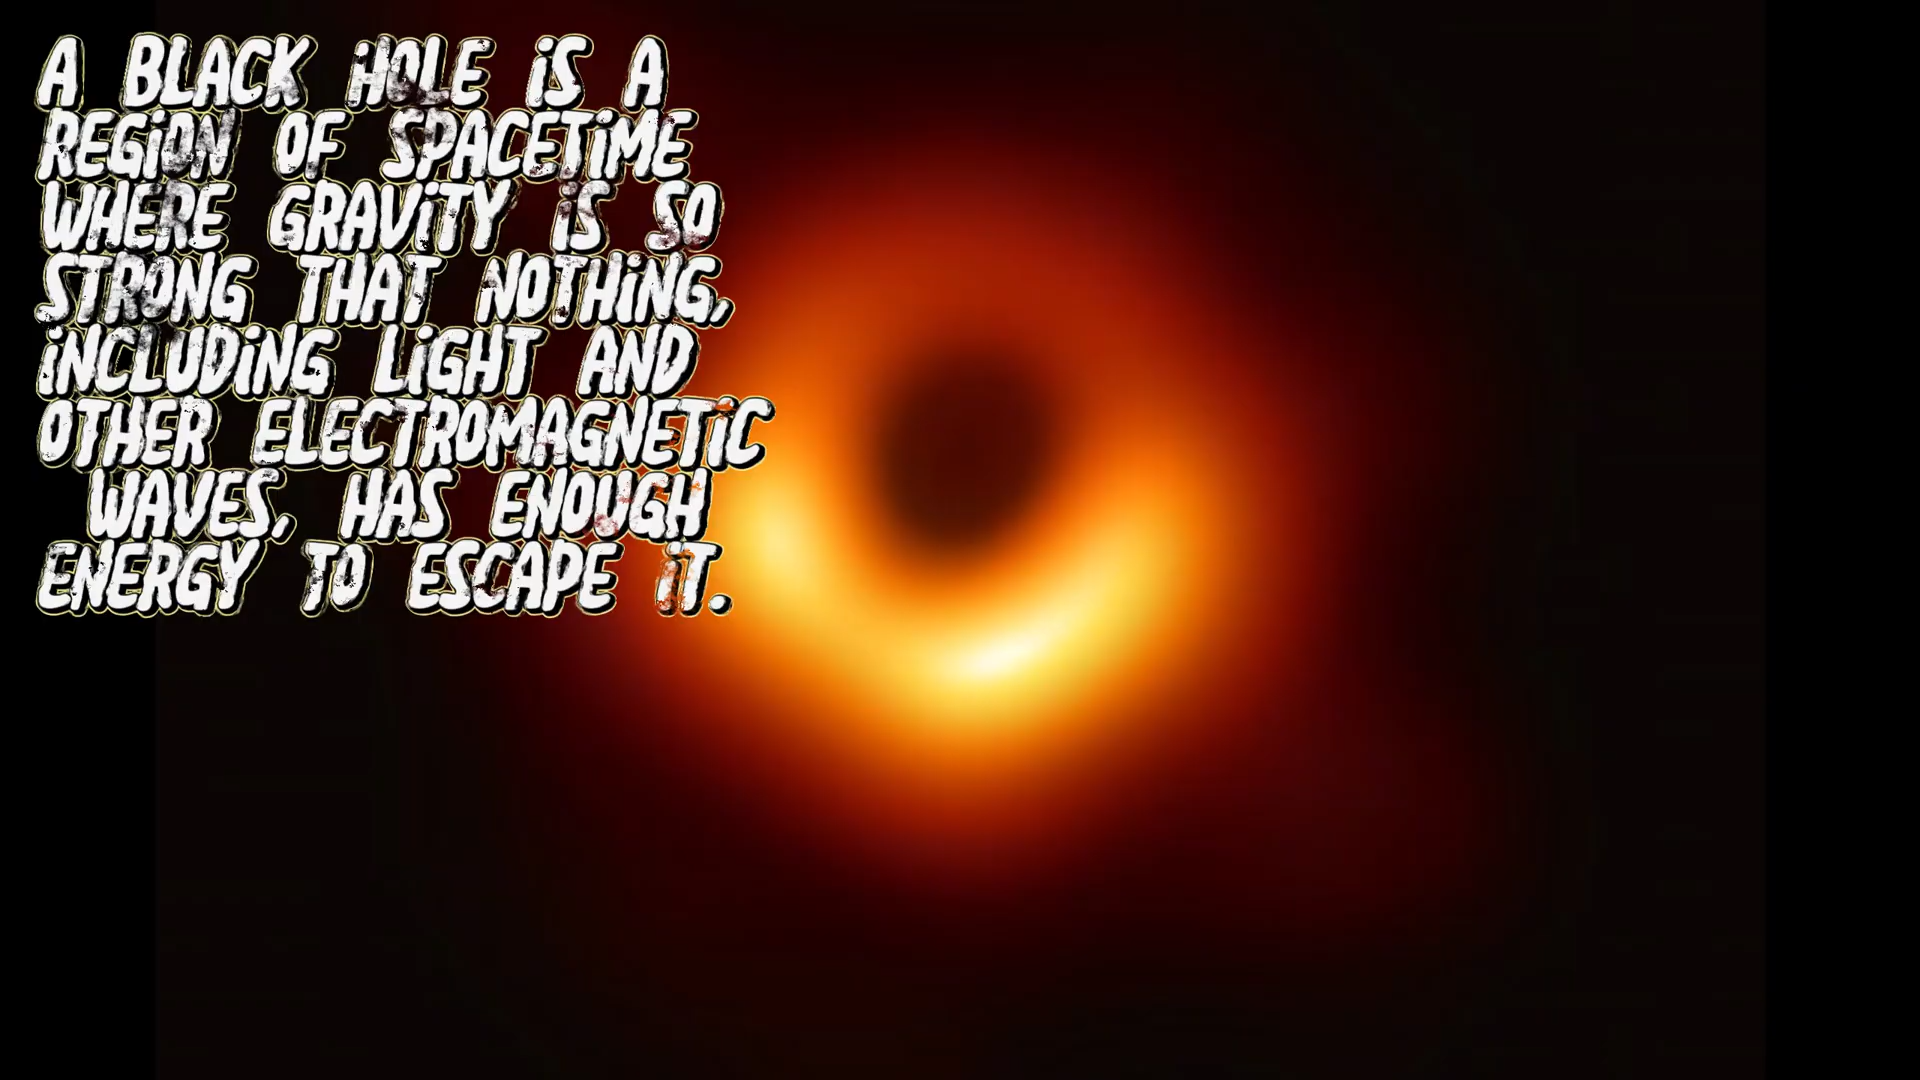 A BLACK HOLE iS A
REGiON OF SPACETiME
WHERE GRAViTY iS SO
STRONG THAT NOTHiNG,
iNCLUDiNG LiGHT AND
OTHER ELECTROMAGNETiC
WAVES, HAS ENOUGH
ENERGY TO ESCAPE iT.